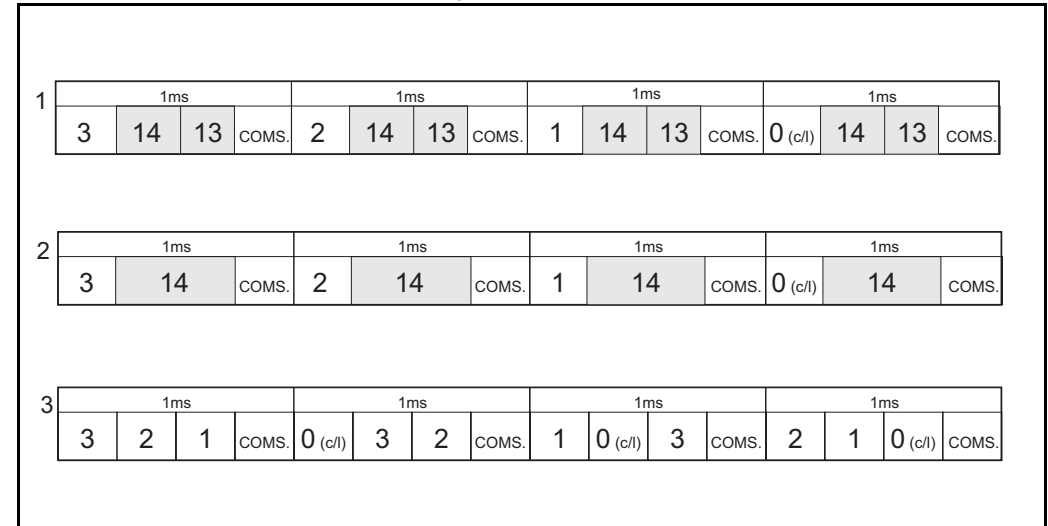 1 1ms 1ms 1ms 1ms
3 14 13 COMS. 2 14 13 COMS. 1 14 13 COMS. 0 (c/l) 14 13 COMS.
2 1ms 1ms 1ms 1ms
3 14 COMS. 2 14 COMS. 1 14 COMS. 0 (c/l) 14 COMS.
3 1ms 1ms 1ms 1ms
3 2 1 COMS. 0 (c/l) 3 2 COMS. 1 0 (c/l) 3 COMS. 2 1 0 (c/l) COMS.